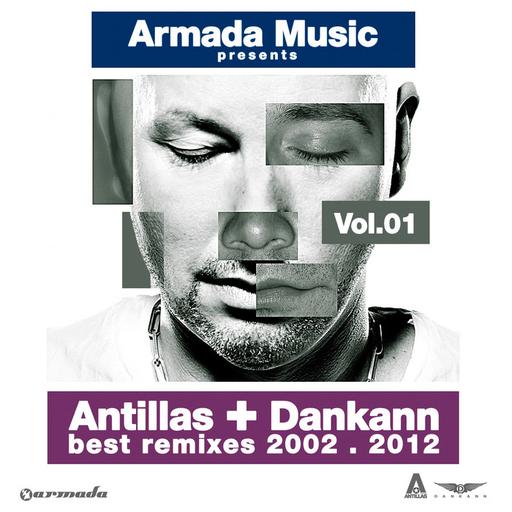 Armada Music
presents
Vol.01
Antillas + Dankann
best remixes 2002 . 2012
armada
A
ANTILLAS
D
DANKANN